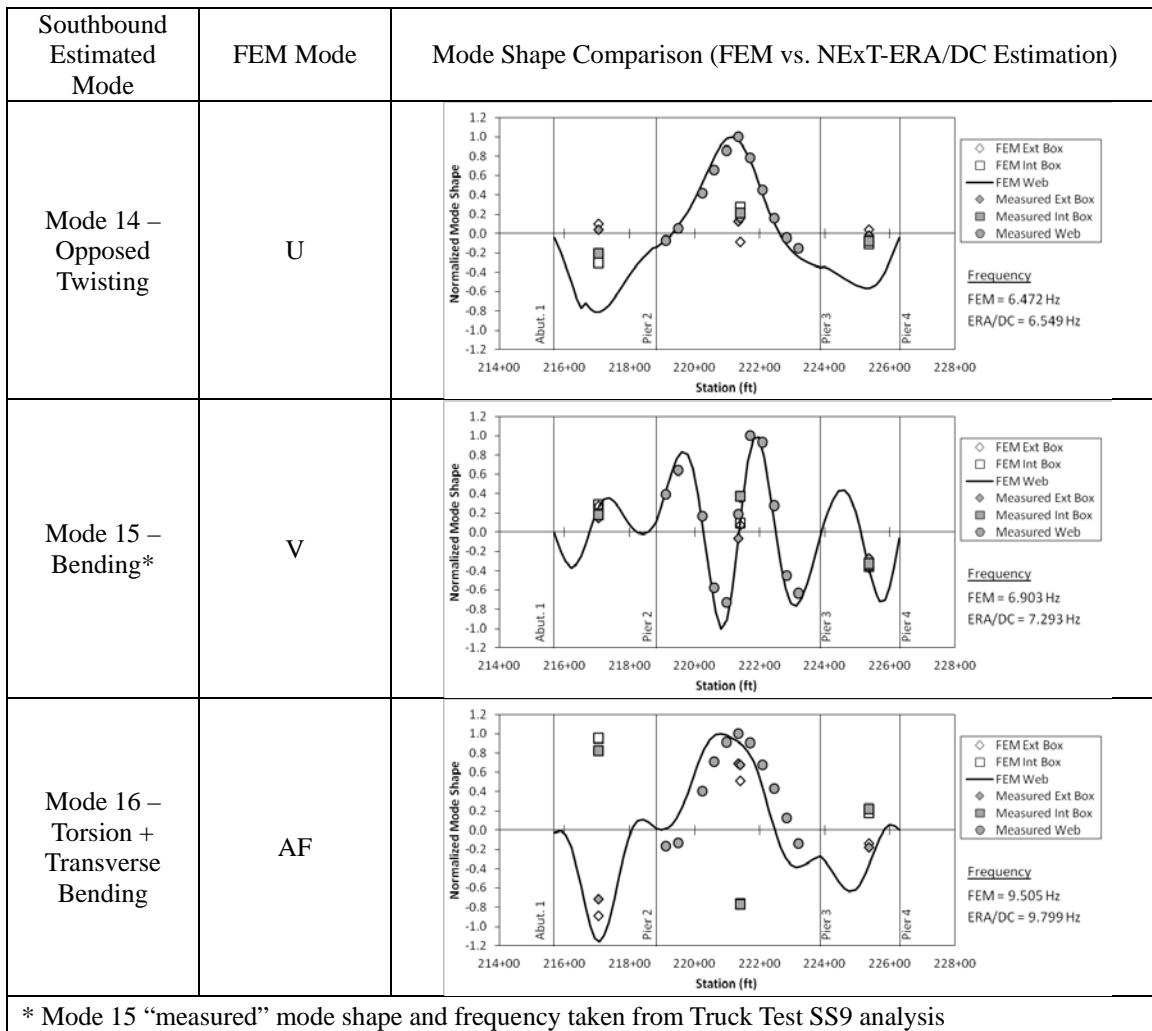 Southbound
Estimated
Mode
FEM Mode
Mode Shape Comparison (FEM vs. NExT-ERA/DC Estimation)
Mode 14 –
Opposed
Twisting
U
Normalized Mode Shape
1.2
1.0
0.8
0.6
0.4
0.2
0.0
-0.2
-0.4
-0.6
-0.8
-1.0
-1.2
Abut. 1
Pier 2
Pier 3
Pier 4
214+00 216+00 218+00 220+00 222+00 224+00 226+00 228+00
Station (ft)
FEM Ext Box
FEM Int Box
FEM Web
Measured Ext Box
Measured Int Box
Measured Web
Frequency
FEM = 6.472 Hz
ERA/DC = 6.549 Hz
Mode 15 –
Bending*
V
Normalized Mode Shape
1.2
1.0
0.8
0.6
0.4
0.2
0.0
-0.2
-0.4
-0.6
-0.8
-1.0
-1.2
Abut. 1
Pier 2
Pier 3
Pier 4
214+00 216+00 218+00 220+00 222+00 224+00 226+00 228+00
Station (ft)
FEM Ext Box
FEM Int Box
FEM Web
Measured Ext Box
Measured Int Box
Measured Web
Frequency
FEM = 6.903 Hz
ERA/DC = 7.293 Hz
Mode 16 –
Torsion +
Transverse
Bending
AF
Normalized Mode Shape
1.2
1.0
0.8
0.6
0.4
0.2
0.0
-0.2
-0.4
-0.6
-0.8
-1.0
-1.2
Abut. 1
Pier 2
Pier 3
Pier 4
214+00 216+00 218+00 220+00 222+00 224+00 226+00 228+00
Station (ft)
FEM Ext Box
FEM Int Box
FEM Web
Measured Ext Box
Measured Int Box
Measured Web
Frequency
FEM = 9.505 Hz
ERA/DC = 9.799 Hz
* Mode 15 “measured” mode shape and frequency taken from Truck Test SS9 analysis